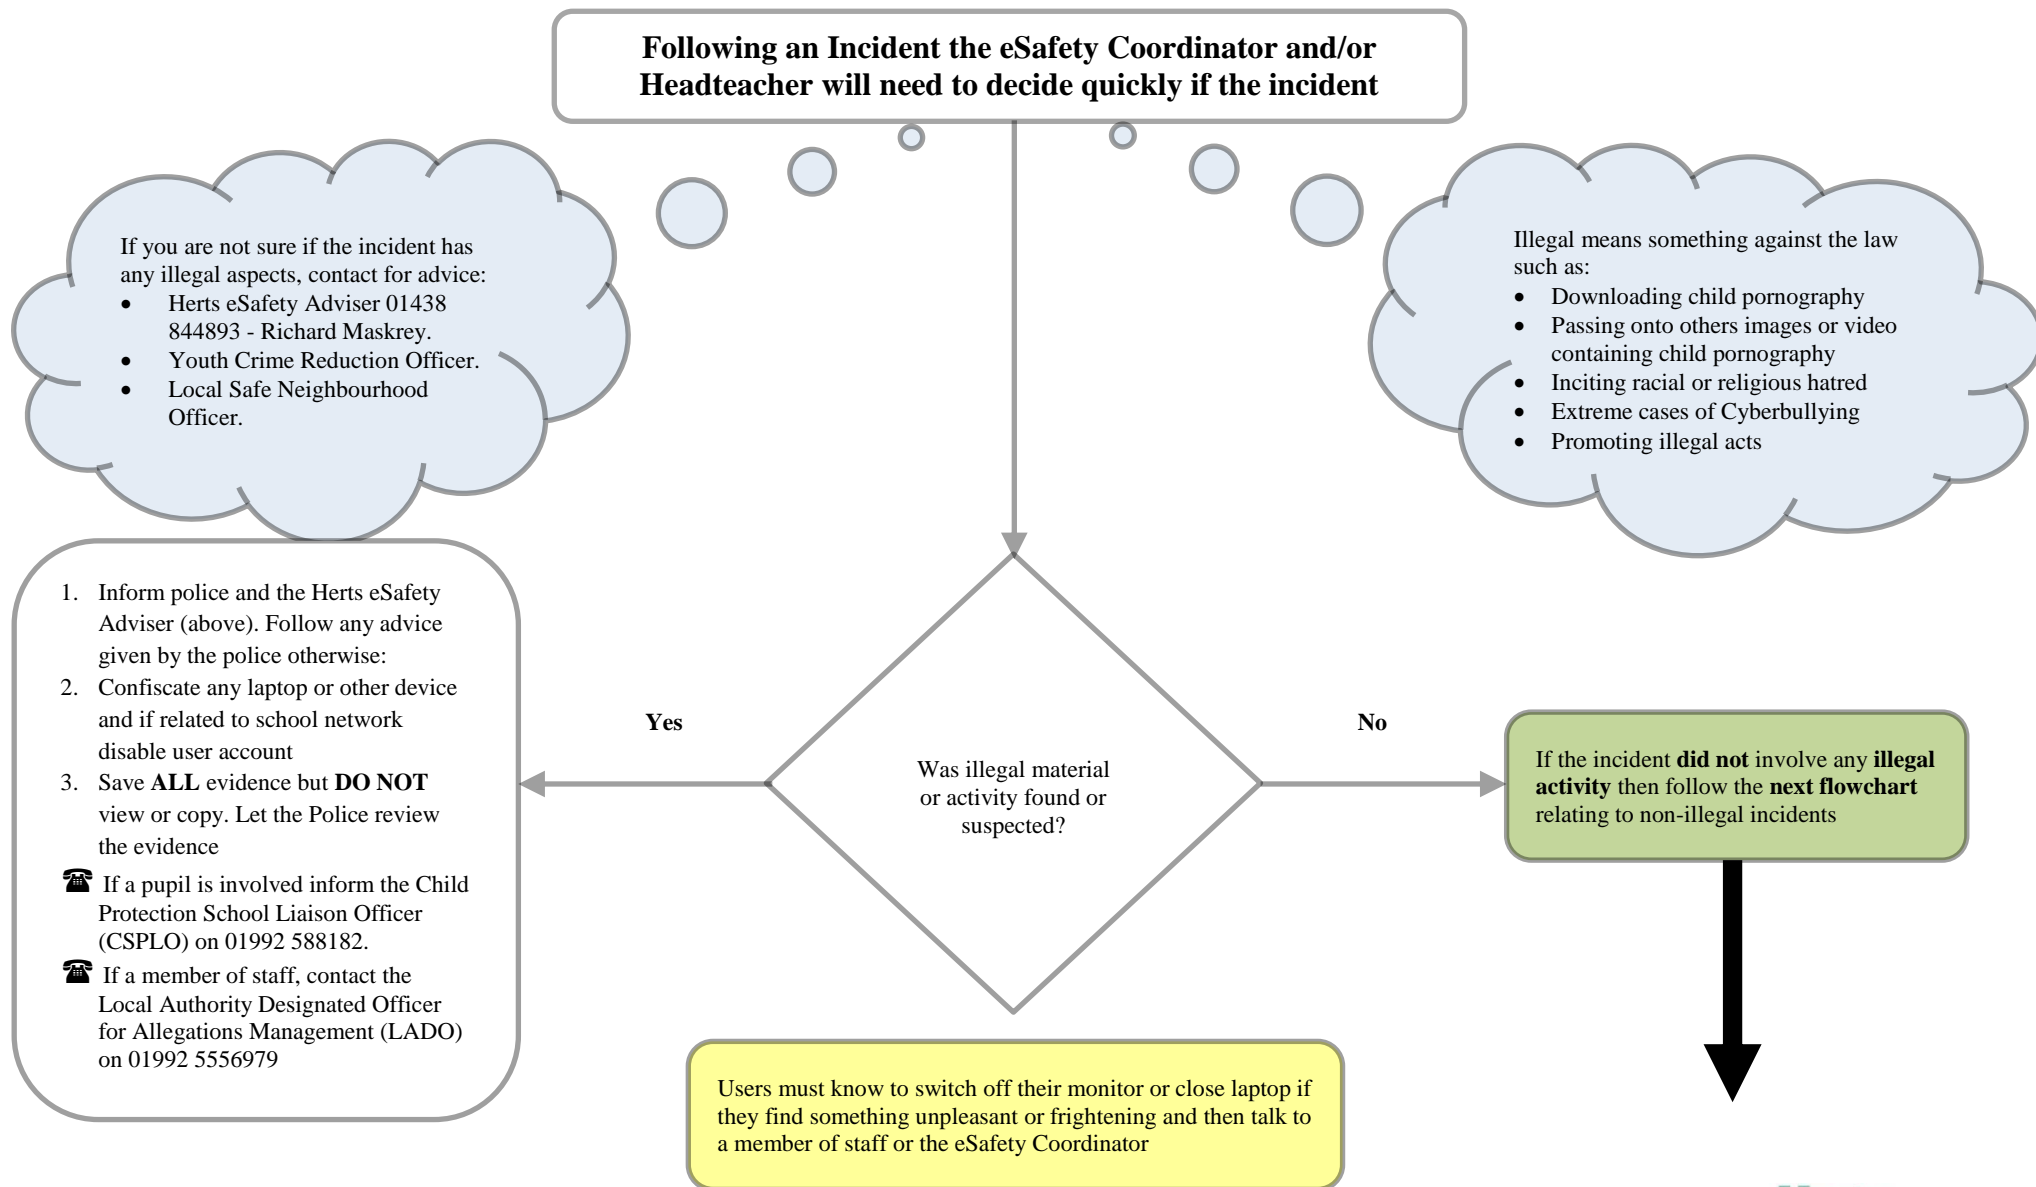 Following an Incident the eSafety Coordinator and/or
Headteacher will need to decide quickly if the incident
If you are not sure if the incident has
any illegal aspects, contact for advice:
• Herts eSafety Adviser 01438
844893 - Richard Maskrey.
• Youth Crime Reduction Officer.
• Local Safe Neighbourhood
Officer.
Illegal means something against the law
such as:
• Downloading child pornography
• Passing onto others images or video
containing child pornography
• Inciting racial or religious hatred
• Extreme cases of Cyberbullying
• Promoting illegal acts
1. Inform police and the Herts eSafety
Adviser (above). Follow any advice
given by the police otherwise:
2. Confiscate any laptop or other device
and if related to school network
disable user account
3. Save ALL evidence but DO NOT
view or copy. Let the Police review
the evidence
☎ If a pupil is involved inform the Child
Protection School Liaison Officer
(CSPLO) on 01992 588182.
☎ If a member of staff, contact the
Local Authority Designated Officer
for Allegations Management (LADO)
on 01992 5556979
Yes
Was illegal material
or activity found or
suspected?
No
If the incident did not involve any illegal
activity then follow the next flowchart
relating to non-illegal incidents
Users must know to switch off their monitor or close laptop if
they find something unpleasant or frightening and then talk to
a member of staff or the eSafety Coordinator